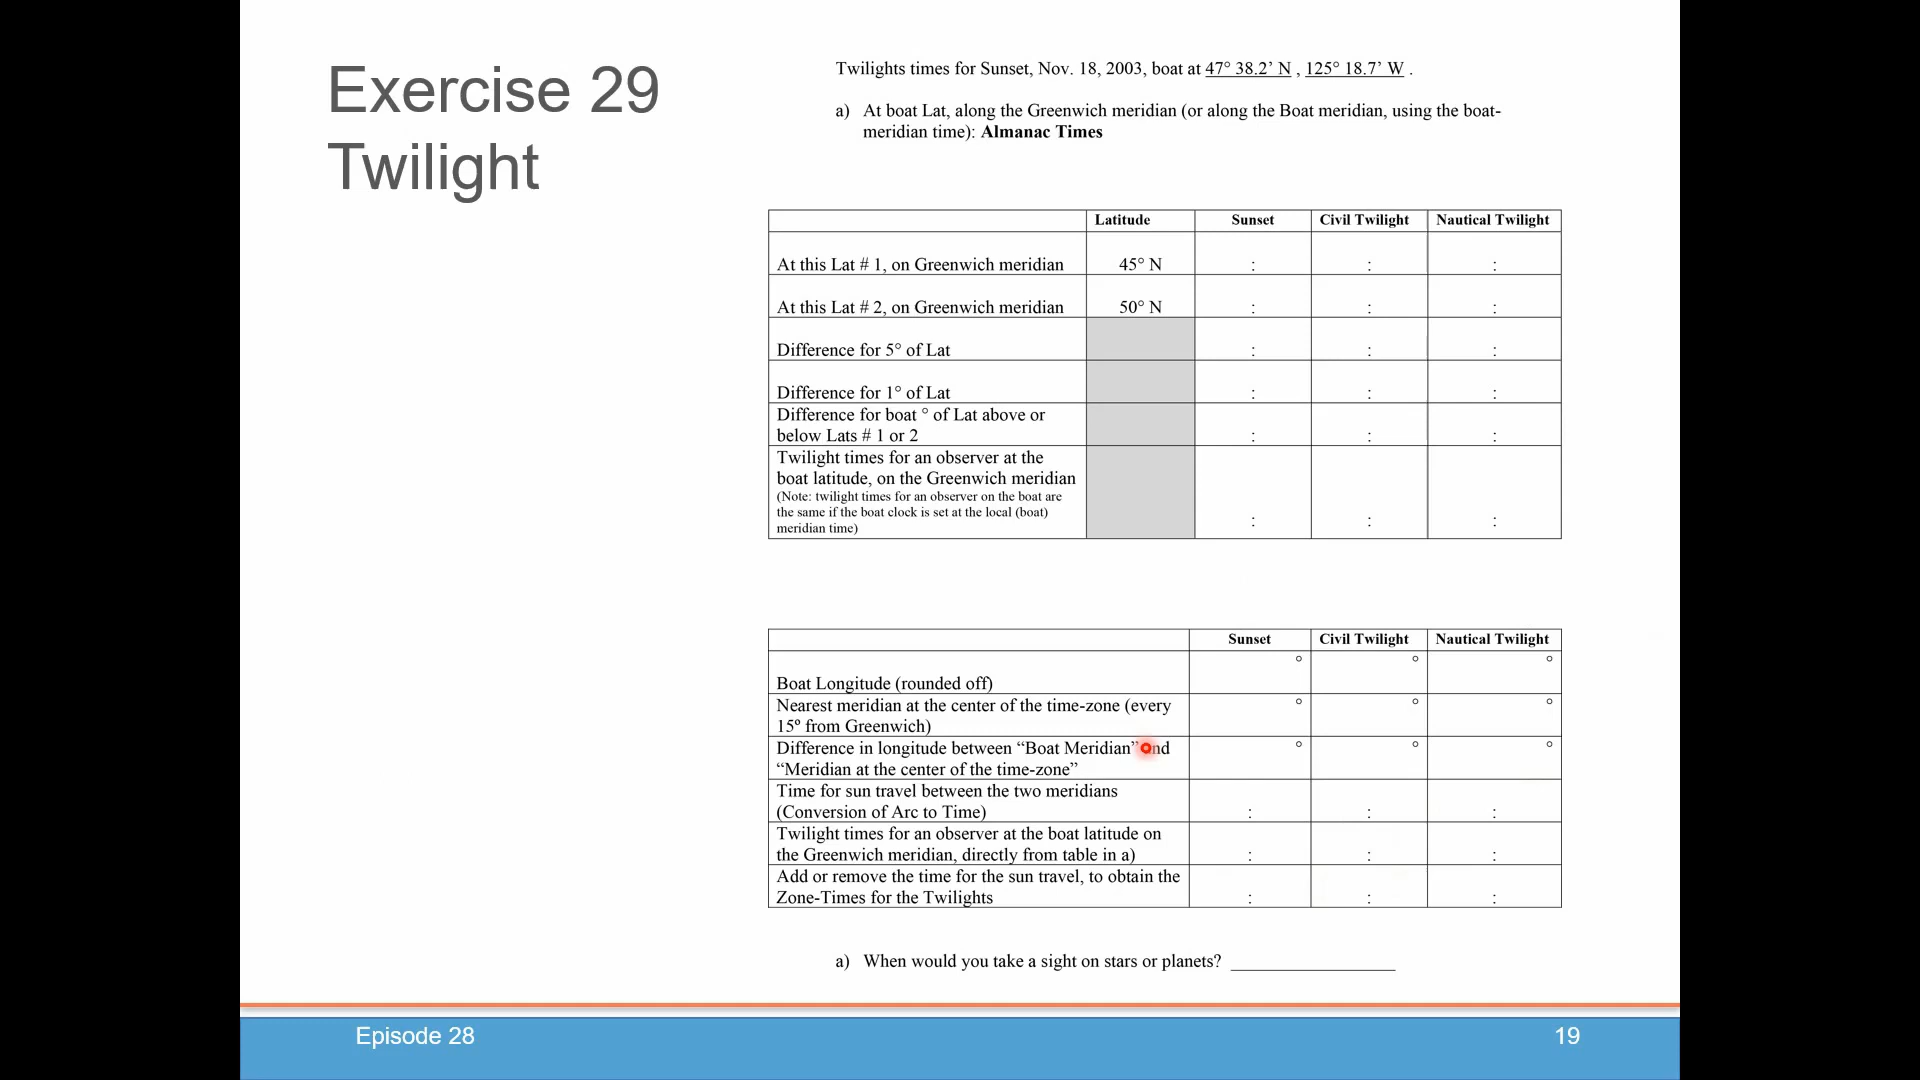 Exercise 29
Twilight
Twilights times for Sunset, Nov. 18, 2003, boat at 47° 38.2’ N , 125° 18.7’ W .
a) At boat Lat, along the Greenwich meridian (or along the Boat meridian, using the boat-
meridian time): Almanac Times
Latitude Sunset Civil Twilight Nautical Twilight
At this Lat # 1, on Greenwich meridian 45° N : : :
At this Lat # 2, on Greenwich meridian 50° N : : :
Difference for 5° of Lat : : :
Difference for 1° of Lat : : :
Difference for boat ° of Lat above or
below Lats # 1 or 2 : : :
Twilight times for an observer at the
boat latitude, on the Greenwich meridian
(Note: twilight times for an observer on the boat are
the same if the boat clock is set at the local (boat)
meridian time) : : :
Sunset Civil Twilight Nautical Twilight
Boat Longitude (rounded off) ° ° °
Nearest meridian at the center of the time-zone (every ° ° °
15º from Greenwich)
Difference in longitude between “Boat Meridian” and ° ° °
“Meridian at the center of the time-zone”
Time for sun travel between the two meridians
(Conversion of Arc to Time) : : :
Twilight times for an observer at the boat latitude on
the Greenwich meridian, directly from table in a) : : :
Add or remove the time for the sun travel, to obtain the
Zone-Times for the Twilights : : :
a) When would you take a sight on stars or planets? __________________
Episode 28
19